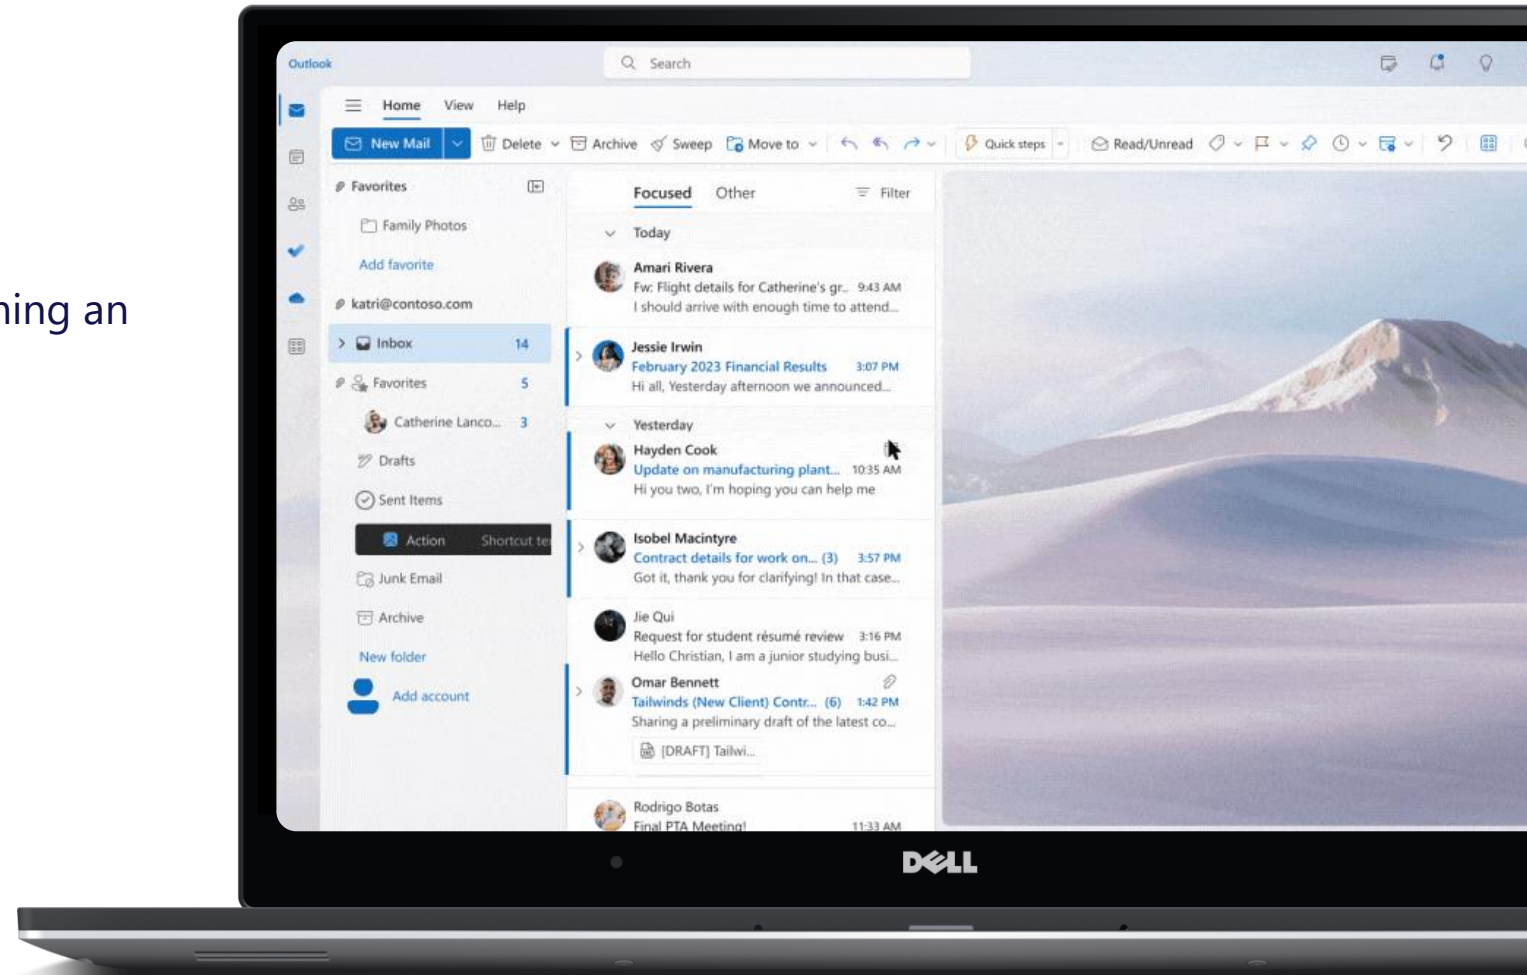 Outlook
Search
Home View Help
New Mail Delete Archive Sweep Move to Quick steps Read/Unread
Favorites
Family Photos
Add favorite
katri@contoso.com
Inbox 14
Favorites 5
Catherine Lanco... 3
Drafts
Sent Items
Action Shortcut te
Junk Email
Archive
New folder
Add account
Focused Other Filter
Today
Amari Rivera
Fw: Flight details for Catherine's gr.. 9:43 AM
I should arrive with enough time to attend...
Jessie Irwin
February 2023 Financial Results 3:07 PM
Hi all, Yesterday afternoon we announced...
Yesterday
Hayden Cook
Update on manufacturing plant... 10:35 AM
Hi you two, I'm hoping you can help me
Isobel Macintyre
Contract details for work on... (3) 3:57 PM
Got it, thank you for clarifying! In that case...
Jie Qui
Request for student résumé review 3:16 PM
Hello Christian, I am a junior studying busi...
Omar Bennett
Tailwinds (New Client) Contr... (6) 1:42 PM
Sharing a preliminary draft of the latest co...
[DRAFT] Tailwi...
Rodrigo Botas
Final PTA Meeting! 11:33 AM
ning an
DELL